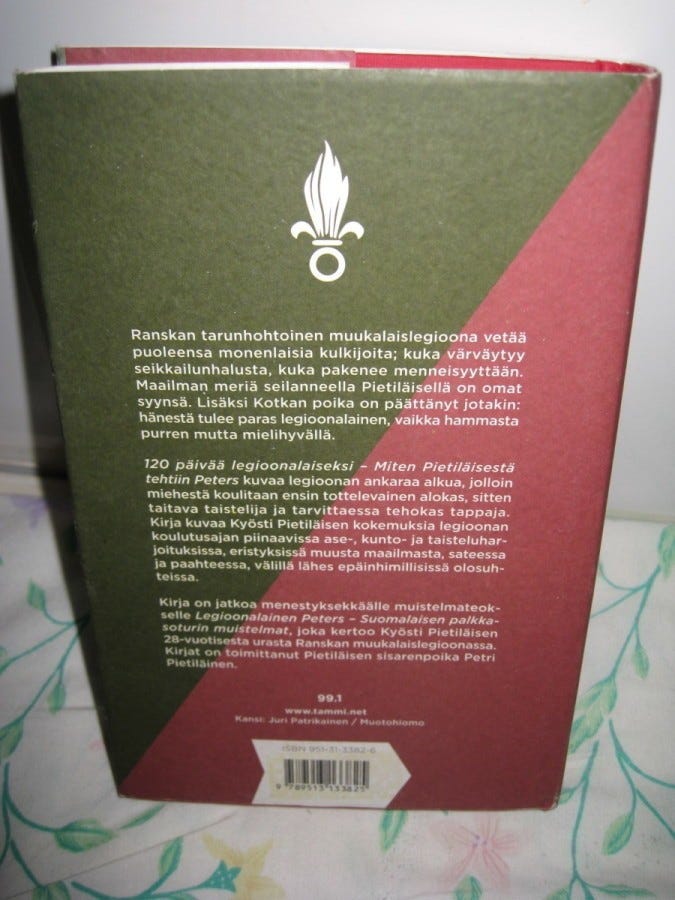 Ranskan tarunhohtoinen muukalaislegioona vetää
puoleensa monenlaisia kulkijoita; kuka värväytyy
seikkailunhalusta, kuka pakenee menneisyyttään.
Maailman meriä seilanneella Pietiläisellä on omat
syynsä. Lisäksi Kotkan poika on päättänyt jotakin:
hänestä tulee paras legioonalainen, vaikka hammasta
purren mutta mielihyvällä.
120 päivää legioonalaiseksi – Miten Pietiläisestä
tehtiin Peters kuvaa legioonan ankaraa alkua, jolloin
miehestä koulitaan ensin tottelevainen alokas, sitten
taitava taistelija ja tarvittaessa tehokas tappaja.
Kirja kuvaa Kyösti Pietiläisen kokemuksia legioonan
koulutusajan piinaavissa ase-, kunto- ja taisteluhar-
joituksissa, eristyksissä muusta maailmasta, sateessa
ja paahteessa, välillä lähes epäinhimillisissä olosuh-
teissa.
Kirja on jatkoa menestyksekkäälle muistelmateok-
selle Legioonalainen Peters – Suomalaisen palkka-
soturin muistelmat, joka kertoo Kyösti Pietiläisen
28-vuotisesta urasta Ranskan muukalaislegioonassa.
Kirjat on toimittanut Pietiläisen sisarenpoika Petri
Pietiläinen.
99.1
www.tammi.net
Kansi: Juri Patrikainen / Muotohiomo
ISBN 951-31-3382-6
9 789513 133825